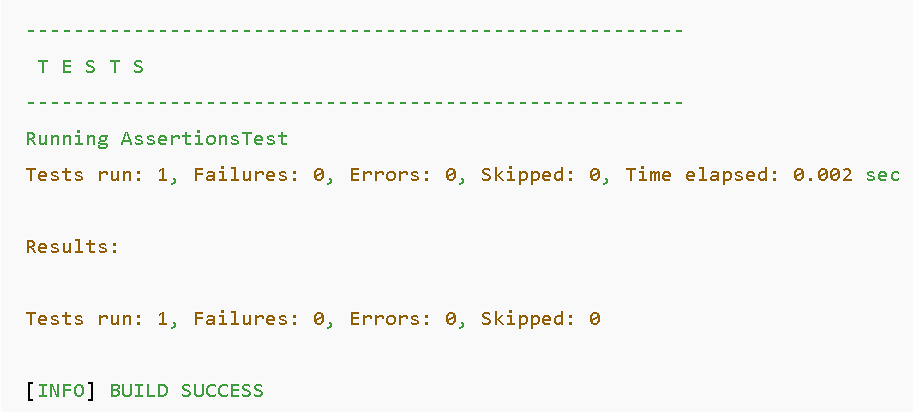 -------------------------------------------------------
T E S T S
-------------------------------------------------------
Running AssertionsTest
Tests run: 1, Failures: 0, Errors: 0, Skipped: 0, Time elapsed: 0.002 sec
Results:
Tests run: 1, Failures: 0, Errors: 0, Skipped: 0
[INFO] BUILD SUCCESS